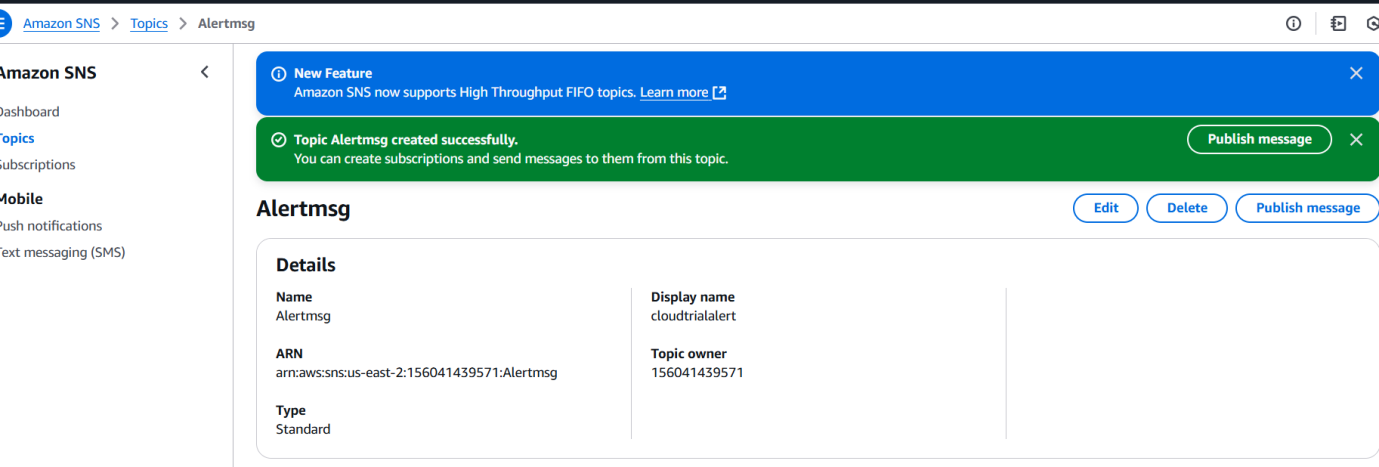 Amazon SNS > Topics > Alertmsg
Amazon SNS
Dashboard
Topics
Subscriptions
Mobile
Push notifications
Text messaging (SMS)
New Feature
Amazon SNS now supports High Throughput FIFO topics. Learn more
Topic Alertmsg created successfully.
You can create subscriptions and send messages to them from this topic.
Publish message
Alertmsg
Edit
Delete
Publish message
Details
Name
Alertmsg
ARN
arn:aws:sns:us-east-2:156041439571:Alertmsg
Type
Standard
Display name
cloudtrialalert
Topic owner
156041439571